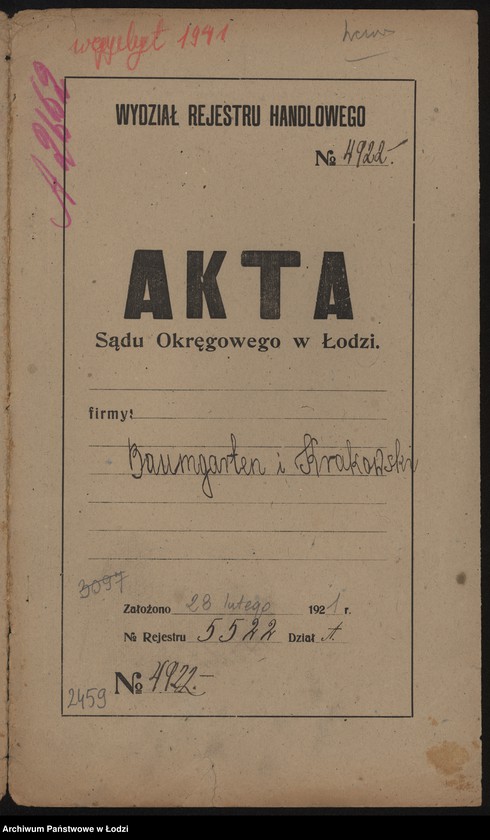 1941
A 2169
WYDZIAŁ REJESTRU HANDLOWEGO
№ 4922.
AKTA
Sądu Okręgowego w Łodzi.
firmy:
Baumgarten i Krakowski
3097
Założono 28 lutego 1921 r.
№ Rejestru 5522 Dział A.
№ 4922.-
2459
Archiwum Państwowe w Łodzi